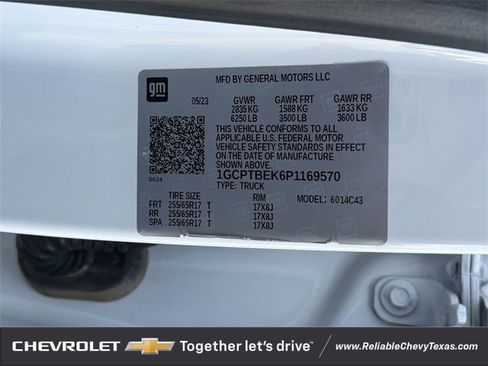 gm
MFD BY GENERAL MOTORS LLC
05/23 GVWR GAWR FRT GAWR RR
2835 KG 1588 KG 1633 KG
6250 LB 3500 LB 3600 LB
THIS VEHICLE CONFORMS TO ALL
APPLICABLE U.S. FEDERAL MOTOR
VEHICLE SAFETY STANDARDS IN EFFECT
ON THE DATE OF MANUFACTURE
SHOWN ABOVE.
8624 1GCPTBEK6P1169570
TYPE: TRUCK
TIRE SIZE RIM MODEL: 6014C43
FRT 255/65R17 T 17X8J
RR 255/65R17 T 17X8J
SPA 255/65R17 T 17X8J
CHEVROLET Together let's drive™ www.ReliableChevyTexas.com